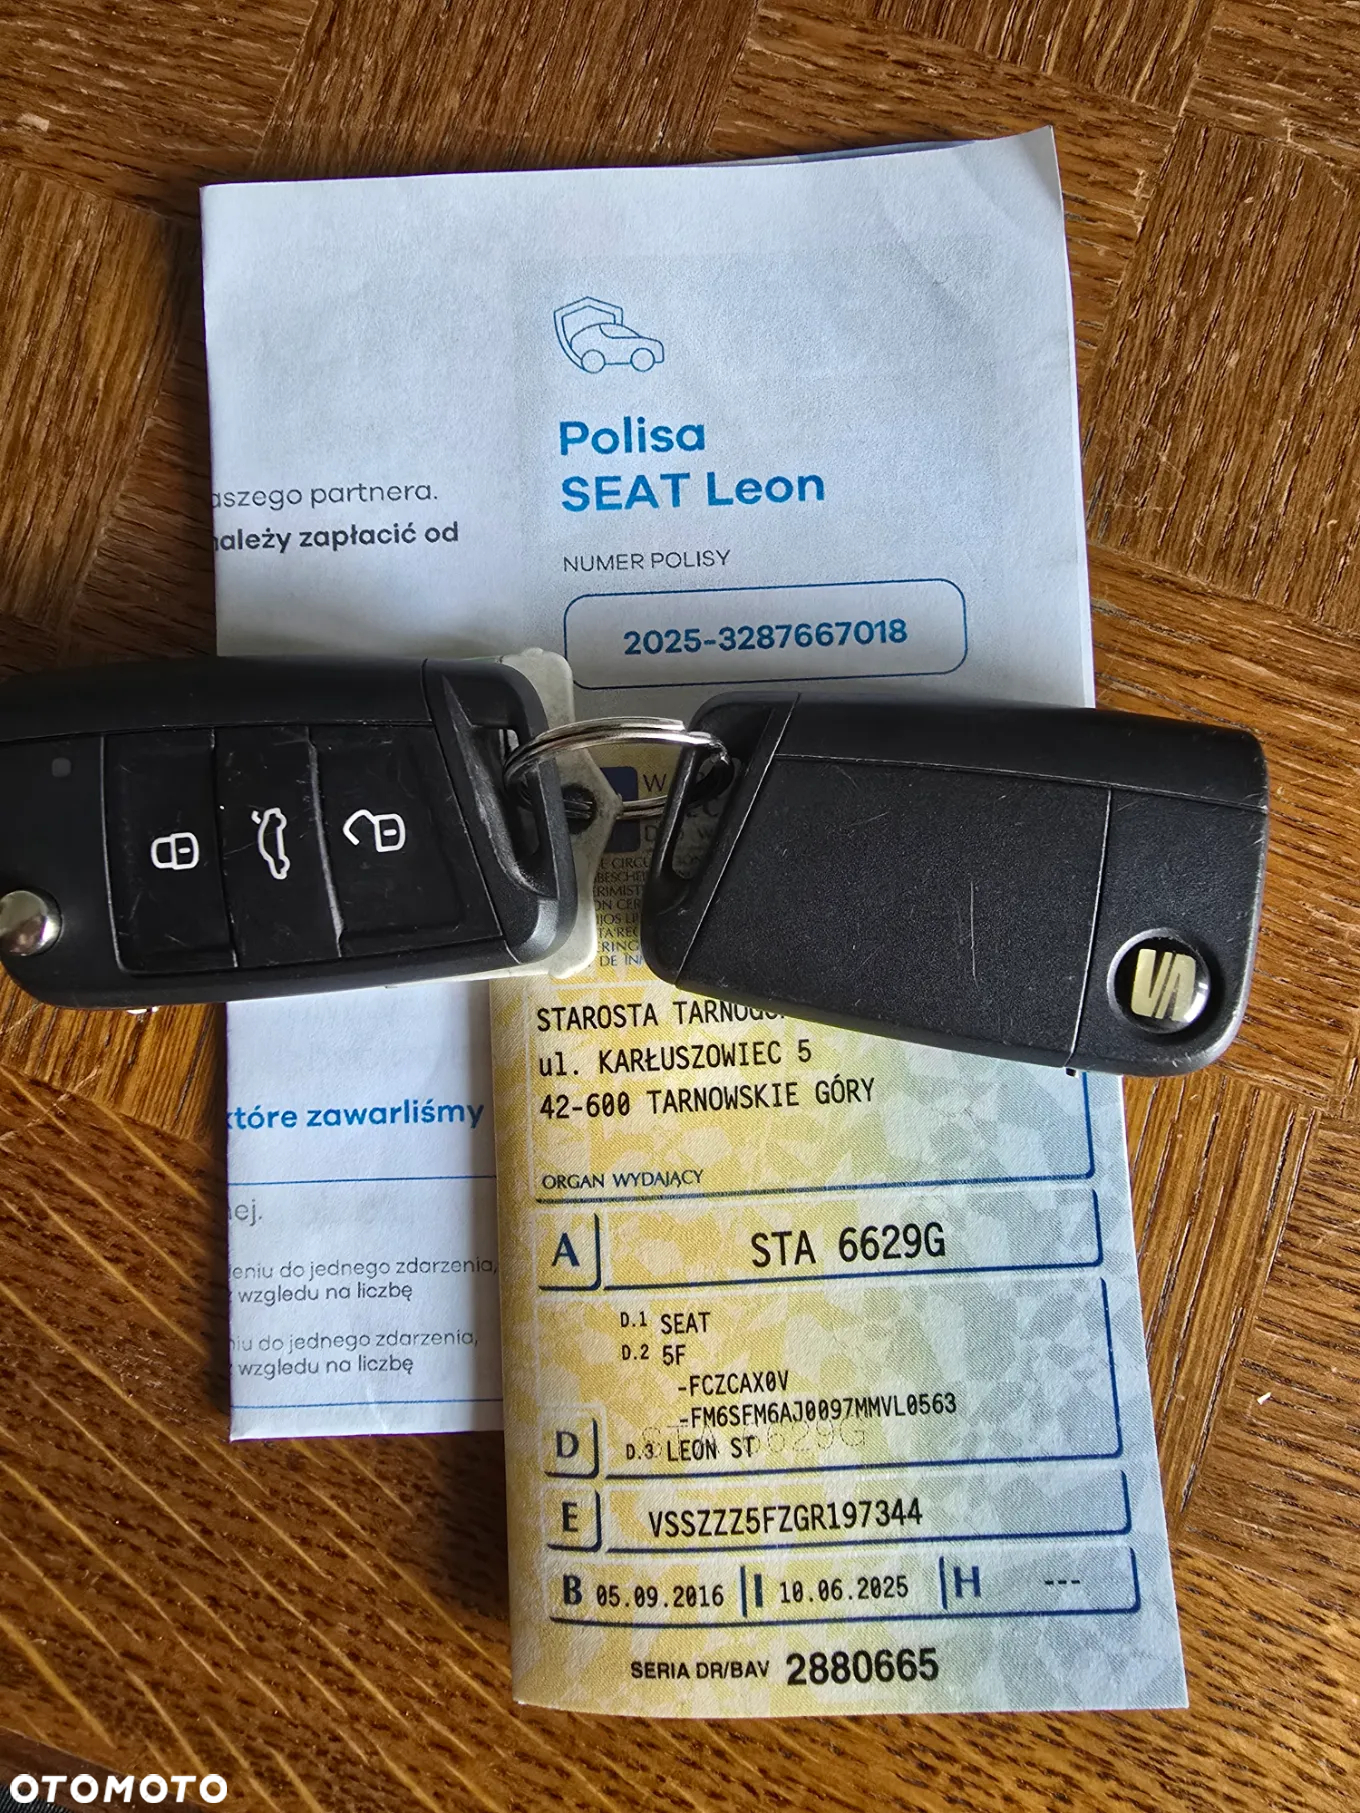 Polisa
SEAT Leon
NUMER POLISY
2025-3287667018
aszego partnera.
ależy zapłacić od
które zawarliśmy
ej.
eniu do jednego zdarzenia,
względu na liczbę
niu do jednego zdarzenia,
względu na liczbę
STAROSTA
ul. KARŁUSZOWIEC 5
42-600 TARNOWSKIE GÓRY
ORGAN WYDAJĄCY
A STA 6629G
D.1 SEAT
D.2 5F
-FCZCAX0V
-FM6SFM6AJ0097MMVL0563
D D.3 LEON ST
E VSSZZZ5FZGR197344
B 05.09.2016 I 10.06.2025 H ---
SERIA DR/BAV 2880665
OTOMOTO